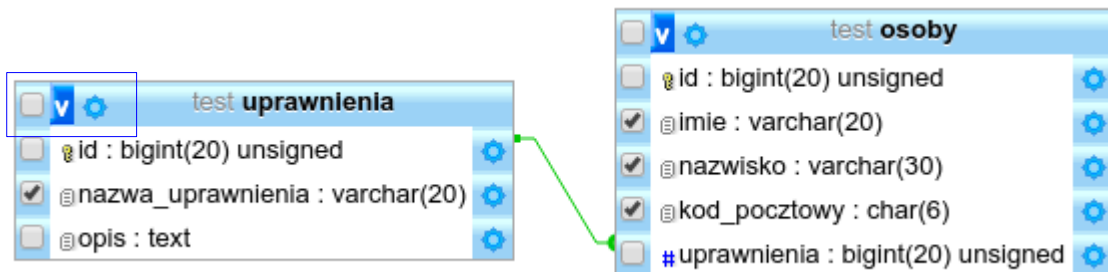 v test uprawnienia
id : bigint(20) unsigned
nazwa_uprawnienia : varchar(20)
opis : text
v test osoby
id : bigint(20) unsigned
imie : varchar(20)
nazwisko : varchar(30)
kod_pocztowy : char(6)
# uprawnienia : bigint(20) unsigned